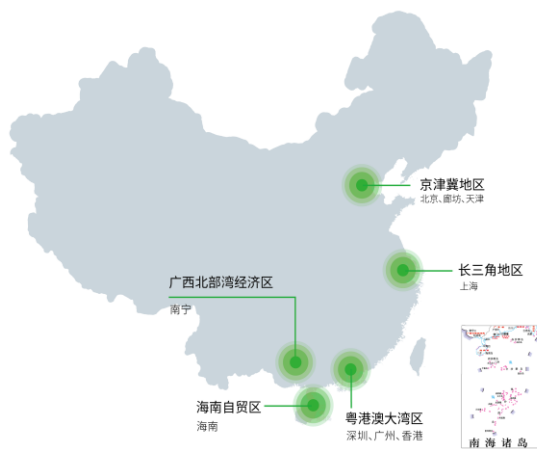 京津冀地区
北京、廊坊、天津
长三角地区
上海
广西北部湾经济区
南宁
海南自贸区
海南
粤港澳大湾区
深圳、广州、香港
南海诸岛